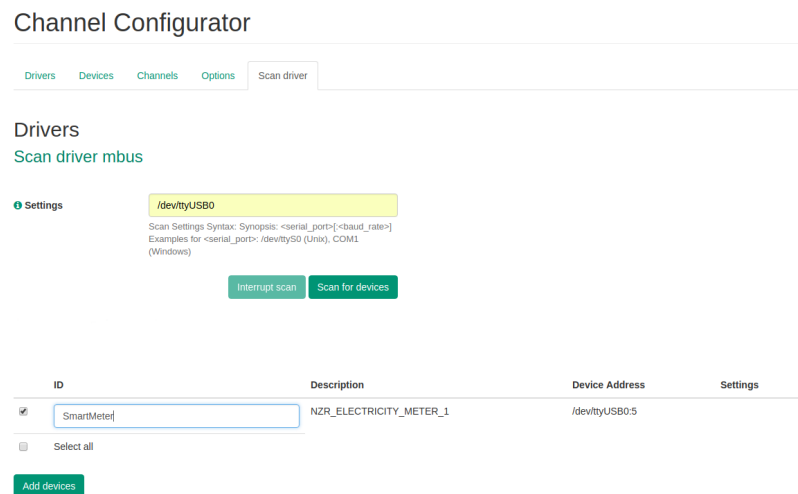 Channel Configurator
Drivers Devices Channels Options Scan driver
Drivers
Scan driver mbus
Settings /dev/ttyUSB0
Scan Settings Syntax: Synopsis: <serial_port>[:<baud_rate>]
Examples for <serial_port>: /dev/ttyS0 (Unix), COM1
(Windows)
Interrupt scan Scan for devices
ID Description Device Address Settings
SmartMeter NZR_ELECTRICITY_METER_1 /dev/ttyUSB0:5
Select all
Add devices